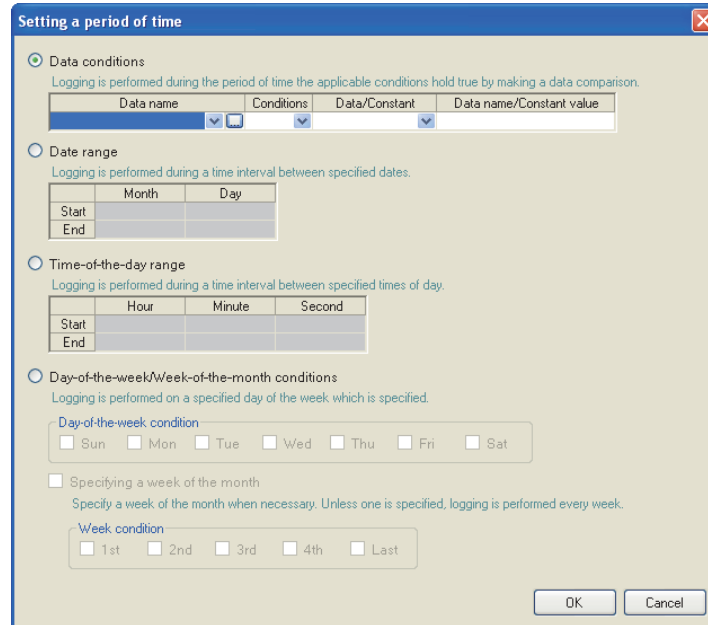 Setting a period of time
Data conditions
Logging is performed during the period of time the applicable conditions hold true by making a data comparison.
Data name Conditions Data/Constant Data name/Constant value
...
Date range
Logging is performed during a time interval between specified dates.
Month Day
Start
End
Time-of-the-day range
Logging is performed during a time interval between specified times of day.
Hour Minute Second
Start
End
Day-of-the-week/Week-of-the-month conditions
Logging is performed on a specified day of the week which is specified.
Day-of-the-week condition
Sun Mon Tue Wed Thu Fri Sat
Specifying a week of the month
Specify a week of the month when necessary. Unless one is specified, logging is performed every week.
Week condition
1st 2nd 3rd 4th Last
OK Cancel